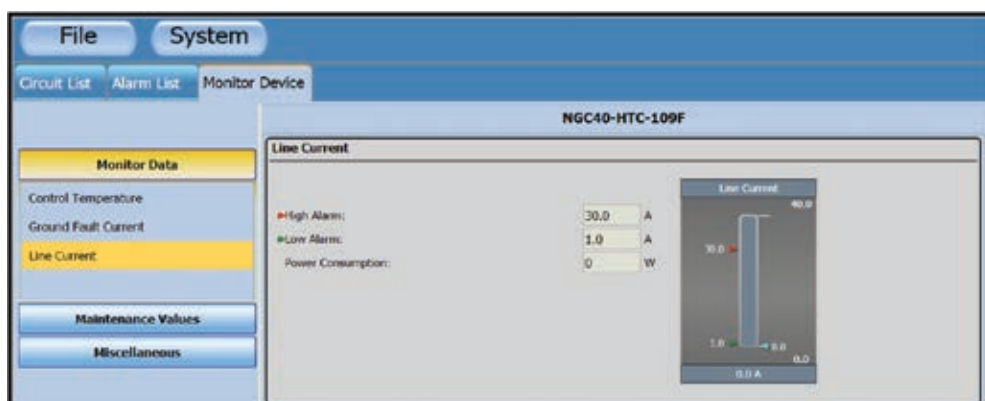 File System
Circuit List Alarm List Monitor Device
NGC40-HTC-109F
Monitor Data
Control Temperature
Ground Fault Current
Line Current
Maintenance Values
Miscellaneous
Line Current
High Alarm: 30.0 A
Low Alarm: 1.0 A
Power Consumption: 0 W
Line Current
40.0
30.0
1.0 0.0
0.0
0.0 A